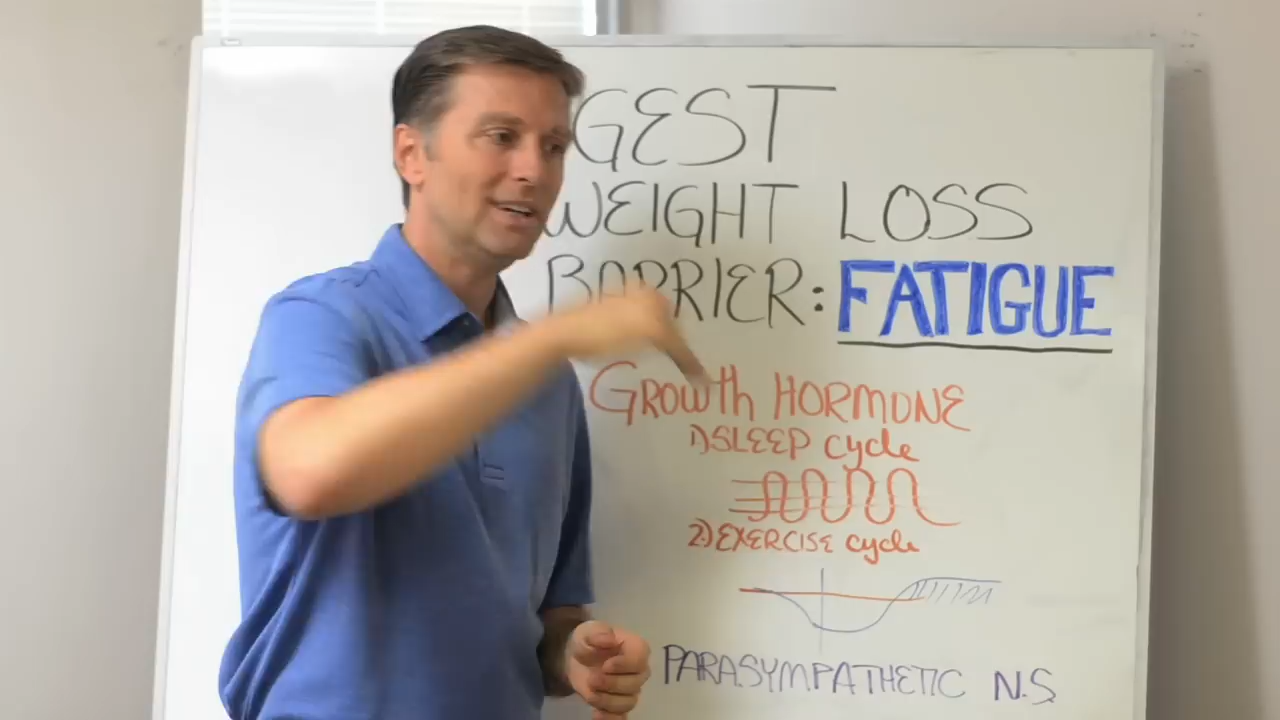 GEST
WEIGHT LOSS
BARRIER: FATIGUE
GROWTH HORMONE
1) SLEEP cycle
2.) EXERCISE cycle
PARASYMPATHETIC N.S